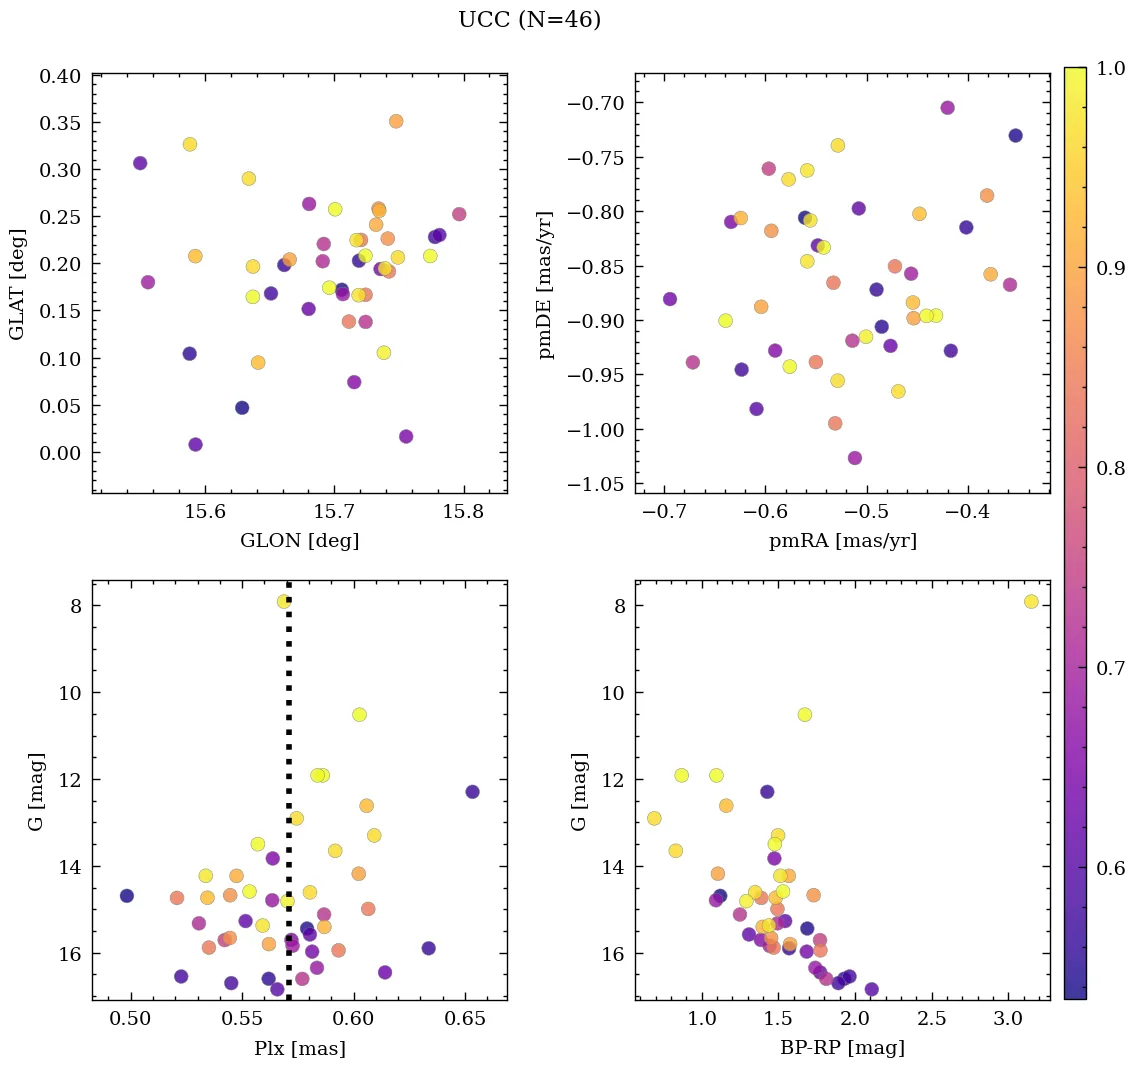 UCC (N=46)
0.40
0.35
0.30
0.25
0.20
0.15
0.10
0.05
0.00
GLAT [deg]
15.6 15.7 15.8
GLON [deg]
−0.70
−0.75
−0.80
−0.85
−0.90
−0.95
−1.00
−1.05
pmDE [mas/yr]
−0.7 −0.6 −0.5 −0.4
pmRA [mas/yr]
1.0
0.9
0.8
0.7
0.6
8
10
12
14
16
G [mag]
0.50 0.55 0.60 0.65
Plx [mas]
8
10
12
14
16
G [mag]
1.0 1.5 2.0 2.5 3.0
BP-RP [mag]